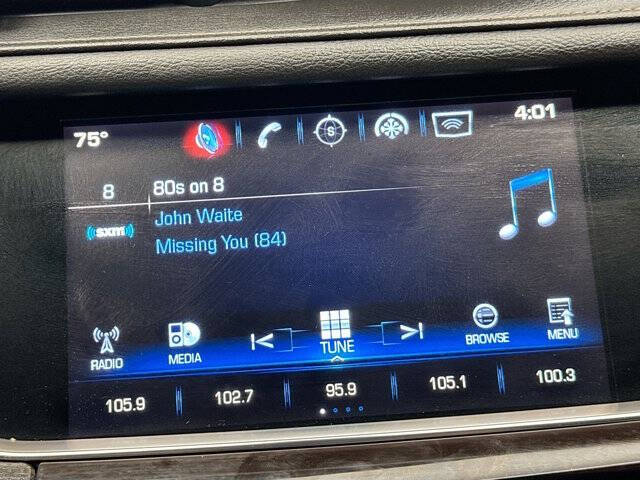 75°
S
4:01
8 80s on 8
((sxm))
John Waite
Missing You (84)
RADIO MEDIA TUNE BROWSE MENU
105.9 102.7 95.9 105.1 100.3